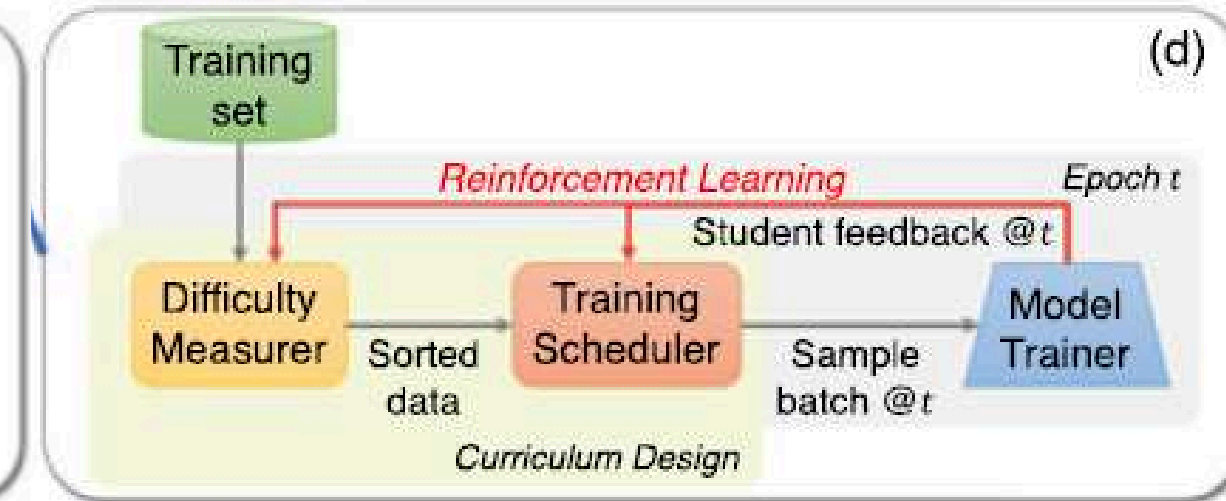 (d)
Training
set
Reinforcement Learning
Epoch t
Student feedback @t
Difficulty
Measurer
Sorted
data
Training
Scheduler
Sample
batch @t
Model
Trainer
Curriculum Design